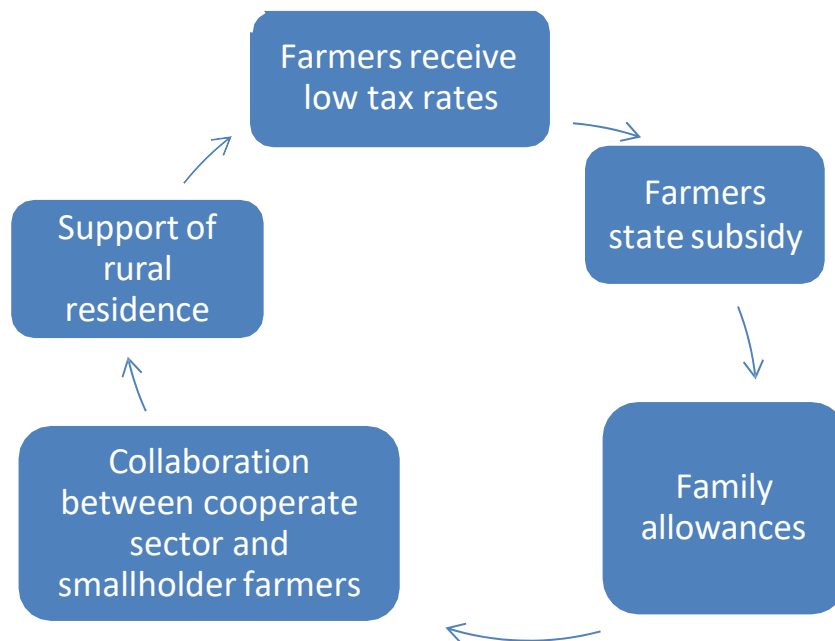 Farmers receive
low tax rates
Farmers
state subsidy
Family
allowances
Collaboration
between cooperate
sector and
smallholder farmers
Support of
rural
residence